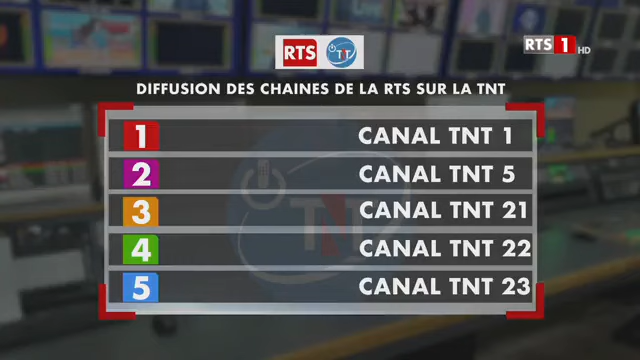 RTS TNT
RTS 1 HD
DIFFUSION DES CHAINES DE LA RTS SUR LA TNT
1 CANAL TNT 1
2 CANAL TNT 5
3 CANAL TNT 21
4 CANAL TNT 22
5 CANAL TNT 23
TNT